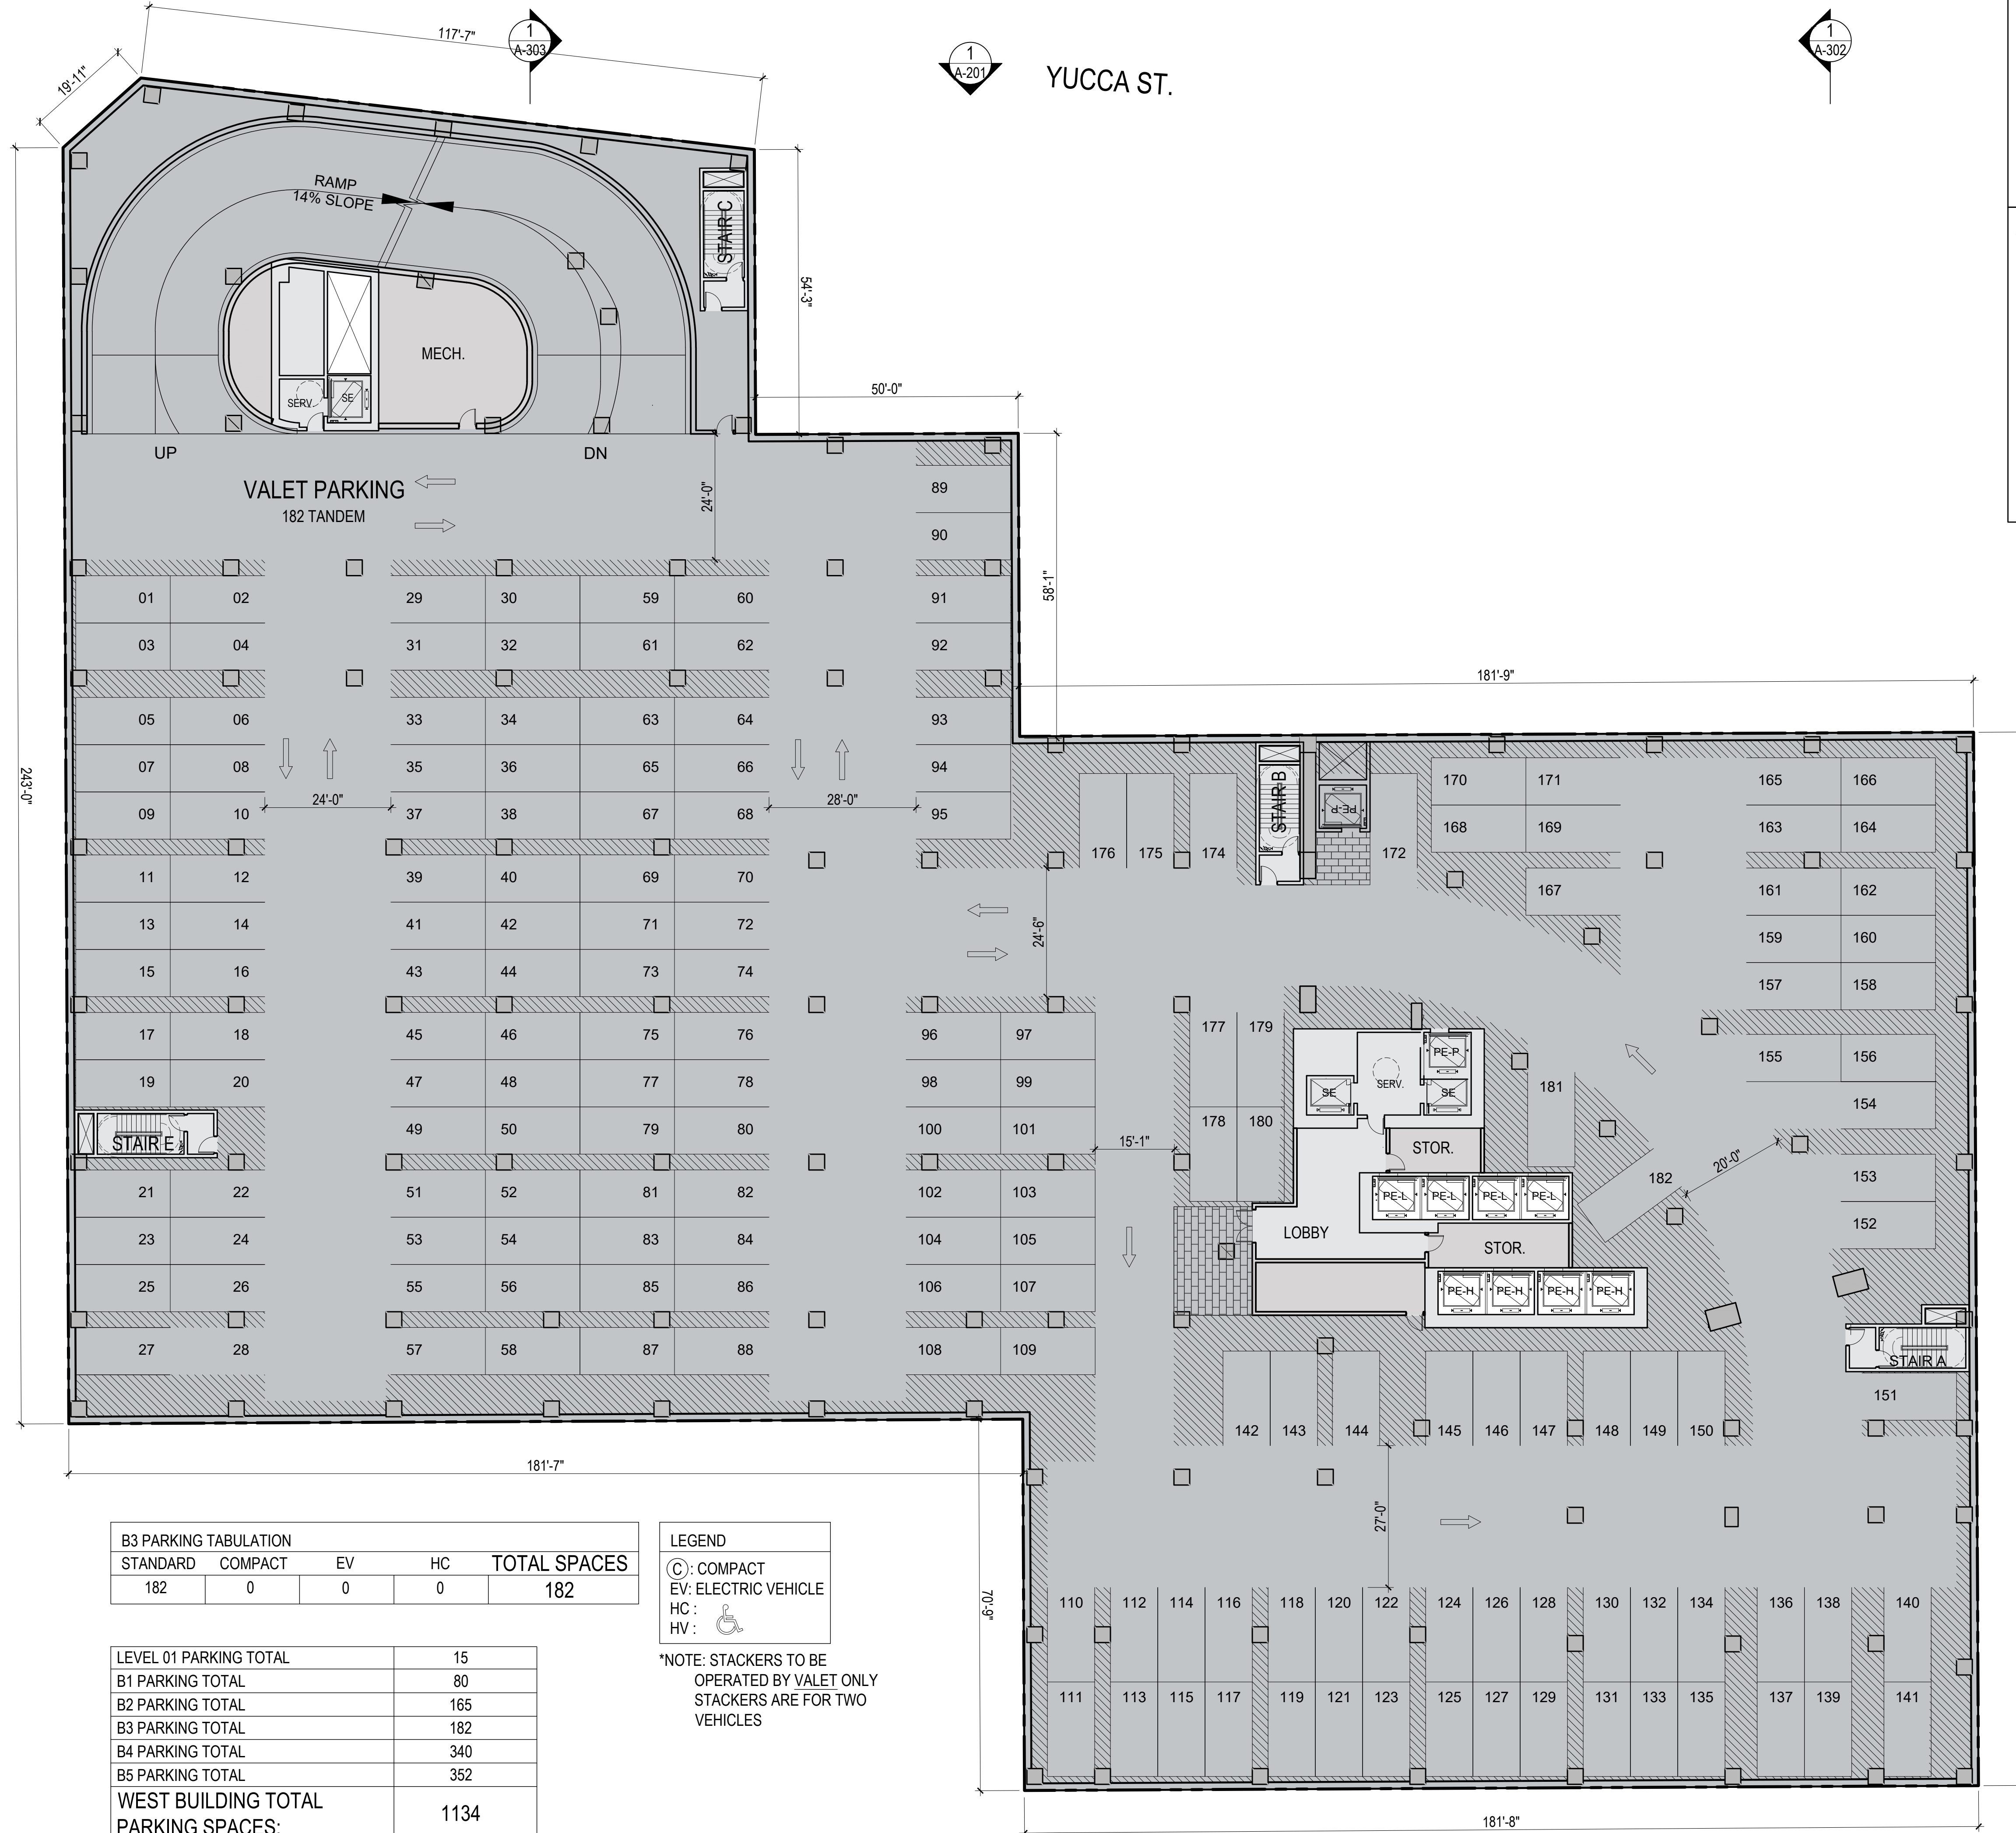 117'-7"
1
A-303
1
A-201
YUCCA ST.
1
A-302
19'-11"
RAMP
14% SLOPE
STAIR C
54'-3"
MECH.
SERV.
SE
50'-0"
UP
DN
VALET PARKING
182 TANDEM
24'-0"
89
90
58'-1"
01 02 29 30 59 60 91
03 04 31 32 61 62 92
181'-9"
05 06 33 34 63 64 93
07 08 35 36 65 66 94
243'-0"
24'-0"
28'-0"
09 10 37 38 67 68 95
STAIR B
PE-P
170 171 165 166
168 169 163 164
176 175 174 172
11 12 39 40 69 70
167 161 162
13 14 41 42 71 72
24'-6"
159 160
15 16 43 44 73 74
157 158
17 18 45 46 75 76 96 97
177 179
PE-P
SERV.
SE
SE
155 156
19 20 47 48 77 78 98 99
181
154
STAIR E
49 50 79 80 100 101
178 180
15'-1"
STOR.
20'-0"
21 22 51 52 81 82 102 103
PE-L PE-L PE-L PE-L
182
153
23 24 53 54 83 84 104 105
LOBBY
STOR.
152
25 26 55 56 85 86 106 107
PE-H PE-H PE-H PE-H
27 28 57 58 87 88 108 109
STAIR A
151
142 143 144 145 146 147 148 149 150
181'-7"
27'-0"
70'-9"
110 112 114 116 118 120 122 124 126 128 130 132 134 136 138 140
111 113 115 117 119 121 123 125 127 129 131 133 135 137 139 141
181'-8"
B3 PARKING TABULATION
STANDARD COMPACT EV HC TOTAL SPACES
182 0 0 0 182
LEGEND
C : COMPACT
EV: ELECTRIC VEHICLE
HC :
HV :
*NOTE: STACKERS TO BE
OPERATED BY VALET ONLY
STACKERS ARE FOR TWO
VEHICLES
LEVEL 01 PARKING TOTAL 15
B1 PARKING TOTAL 80
B2 PARKING TOTAL 165
B3 PARKING TOTAL 182
B4 PARKING TOTAL 340
B5 PARKING TOTAL 352
WEST BUILDING TOTAL
PARKING SPACES: 1134